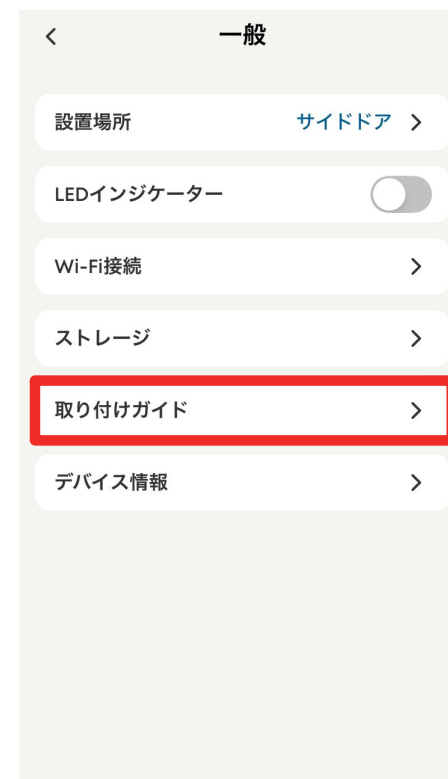 一般
設置場所 サイドドア
LEDインジケーター
Wi-Fi接続
ストレージ
取り付けガイド
デバイス情報